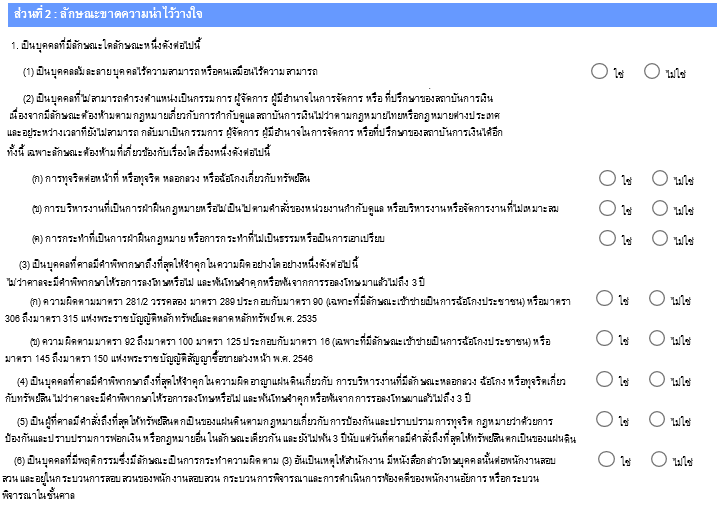 ส่วนที่ 2 : ลักษณะขาดความน่าไว้วางใจ
1. เป็นบุคคลที่มีลักษณะใดลักษณะหนึ่งดังต่อไปนี้
(1) เป็นบุคคลล้มละลาย บุคคลไร้ความสามารถหรือคนเสมือนไร้ความสามารถ ใช่ ไม่ใช่
(2) เป็นบุคคลที่ไม่สามารถดำรงตำแหน่งเป็นกรรมการ ผู้จัดการ ผู้มีอำนาจในการจัดการ หรือ ที่ปรึกษาของสถาบันการเงิน
เนื่องจากมีลักษณะต้องห้ามตามกฎหมายเกี่ยวกับการกำกับดูแลสถาบันการเงินไม่ว่าตามกฎหมายไทยหรือกฎหมายต่างประเทศ
และอยู่ระหว่างเวลาที่ยังไม่สามารถ กลับมาเป็นกรรมการ ผู้จัดการ ผู้มีอำนาจในการจัดการ หรือที่ปรึกษาของสถาบันการเงินได้อีก
ทั้งนี้ เฉพาะลักษณะต้องห้ามที่เกี่ยวข้องกับเรื่องใดเรื่องหนึ่งดังต่อไปนี้
(ก) การทุจริตต่อหน้าที่ หรือทุจริต หลอกลวง หรือฉ้อโกงเกี่ยวกับทรัพย์สิน ใช่ ไม่ใช่
(ข) การบริหารงานที่เป็นการฝ่าฝืนกฎหมายหรือไม่เป็นไปตามคำสั่งของหน่วยงานกำกับดูแล หรือบริหารงานหรือจัดการงานที่ไม่เหมาะสม ใช่ ไม่ใช่
(ค) การกระทำที่เป็นการฝ่าฝืนกฎหมาย หรือการกระทำที่ไม่เป็นธรรมหรือเป็นการเอาเปรียบ ใช่ ไม่ใช่
(3) เป็นบุคคลที่ศาลมีคำพิพากษาถึงที่สุดให้จำคุกในความผิดอย่างใดอย่างหนึ่งดังต่อไปนี้
ไม่ว่าศาลจะมีคำพิพากษาให้รอการลงโทษหรือไม่ และพ้นโทษจำคุกหรือพ้นจากการรอลงโทษมาแล้วไม่ถึง 3 ปี
(ก) ความผิดตามมาตรา 281/2 วรรคสอง มาตรา 289 ประกอบกับมาตรา 90 (เฉพาะที่มีลักษณะเข้าข่ายเป็นการฉ้อโกงประชาชน) หรือมาตรา ใช่ ไม่ใช่
306 ถึงมาตรา 315 แห่งพระราชบัญญัติหลักทรัพย์และตลาดหลักทรัพย์ พ.ศ. 2535
(ข) ความผิดตามมาตรา 92 ถึงมาตรา 100 มาตรา 125 ประกอบกับมาตรา 16 (เฉพาะที่มีลักษณะเข้าข่ายเป็นการฉ้อโกงประชาชน) หรือ ใช่ ไม่ใช่
มาตรา 145 ถึงมาตรา 150 แห่งพระราชบัญญัติสัญญาซื้อขายล่วงหน้า พ.ศ. 2546
(4) เป็นบุคคลที่ศาลมีคำพิพากษาถึงที่สุดให้จำคุกในความผิดอาญาแผ่นดินเกี่ยวกับ การบริหารงานที่มีลักษณะหลอกลวง ฉ้อโกง หรือทุจริตเกี่ยว ใช่ ไม่ใช่
กับทรัพย์สิน ไม่ว่าศาลจะมีคำพิพากษาให้รอการลงโทษหรือไม่ และพ้นโทษจำคุกหรือพ้นจากการรอลงโทษมาแล้วไม่ถึง 3 ปี
(5) เป็นผู้ที่ศาลมีคำสั่งถึงที่สุดให้ทรัพย์สินตกเป็นของแผ่นดินตามกฎหมายเกี่ยวกับการป้องกันและปราบปรามการทุจริต กฎหมายว่าด้วยการ ใช่ ไม่ใช่
ป้องกันและปราบปรามการฟอกเงิน หรือกฎหมายอื่น ในลักษณะเดียวกัน และยังไม่พ้น 3 ปีนับแต่วันที่ศาลมีคำสั่งถึงที่สุดให้ทรัพย์สินตกเป็นของแผ่นดิน
(6) เป็นบุคคลที่มีพฤติกรรมซึ่งมีลักษณะเป็นการกระทำความผิดตาม (3) อันเป็นเหตุให้สำนักงาน มีหนังสือกล่าวโทษบุคคลนั้นต่อพนักงานสอบ ใช่ ไม่ใช่
สวน และอยู่ในกระบวนการสอบสวนของพนักงานสอบสวน กระบวนการพิจารณาและการดำเนินการฟ้องคดีของพนักงานอัยการ หรือกระบวน
พิจารณาในชั้นศาล